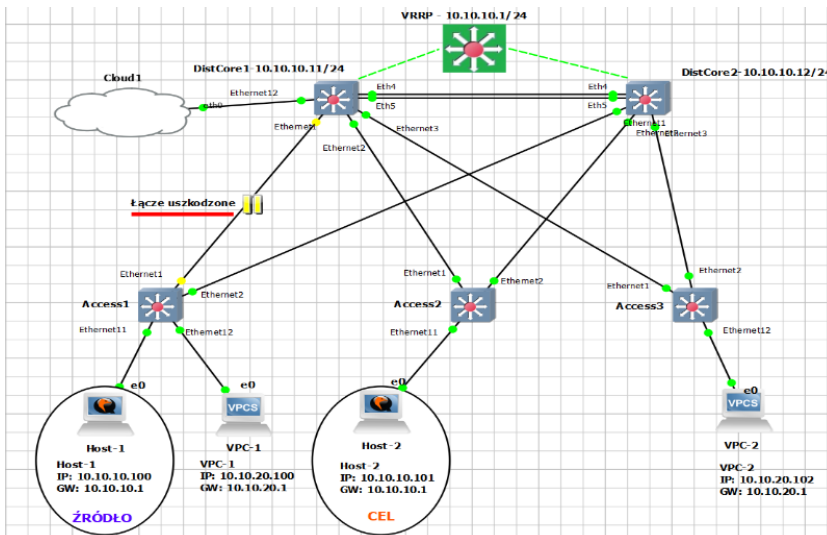 VRRP - 10.10.10.1/24
DistCore1-10.10.10.11/24
DistCore2-10.10.10.12/24
Cloud1
Ethernet12
eth0
Eth4
Eth4
Eth5
Eth5
Ethernet1
Ethernet3
Ethernet2
Ethernet1
Ethernet3
Łącze uszkodzone
Ethernet1
Ethernet2
Access1
Ethernet11
Ethernet12
Ethernet1
Ethernet2
Access2
Ethernet11
Ethernet1
Ethernet2
Access3
Ethernet12
e0
e0
e0
e0
VPCS
VPCS
Host-1
Host-1
IP: 10.10.10.100
GW: 10.10.10.1
ŹRÓDŁO
VPC-1
VPC-1
IP: 10.10.20.100
GW: 10.10.20.1
Host-2
Host-2
IP: 10.10.10.101
GW: 10.10.10.1
CEL
VPC-2
VPC-2
IP: 10.10.20.102
GW: 10.10.20.1